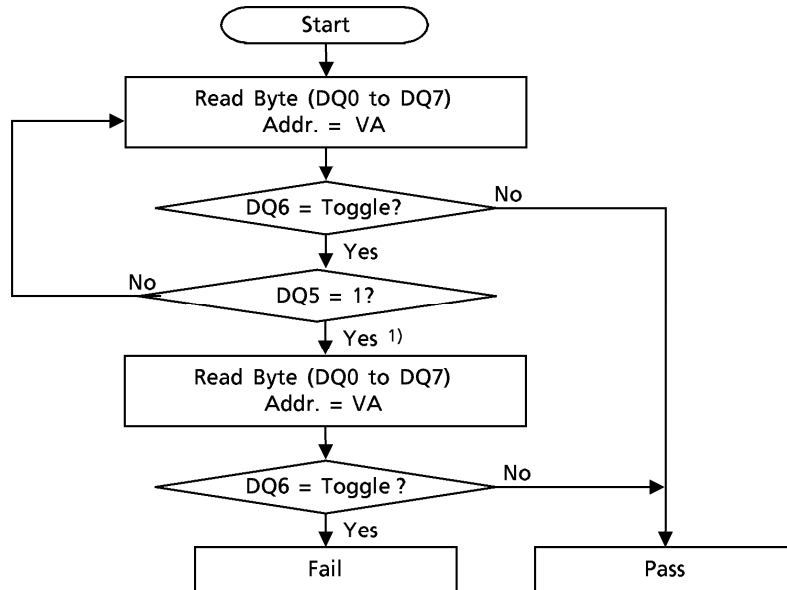 Start
Read Byte (DQ0 to DQ7)
Addr. = VA
DQ6 = Toggle?
No
Yes
No
DQ5 = 1?
Yes 1)
Read Byte (DQ0 to DQ7)
Addr. = VA
DQ6 = Toggle ?
No
Yes
Fail
Pass